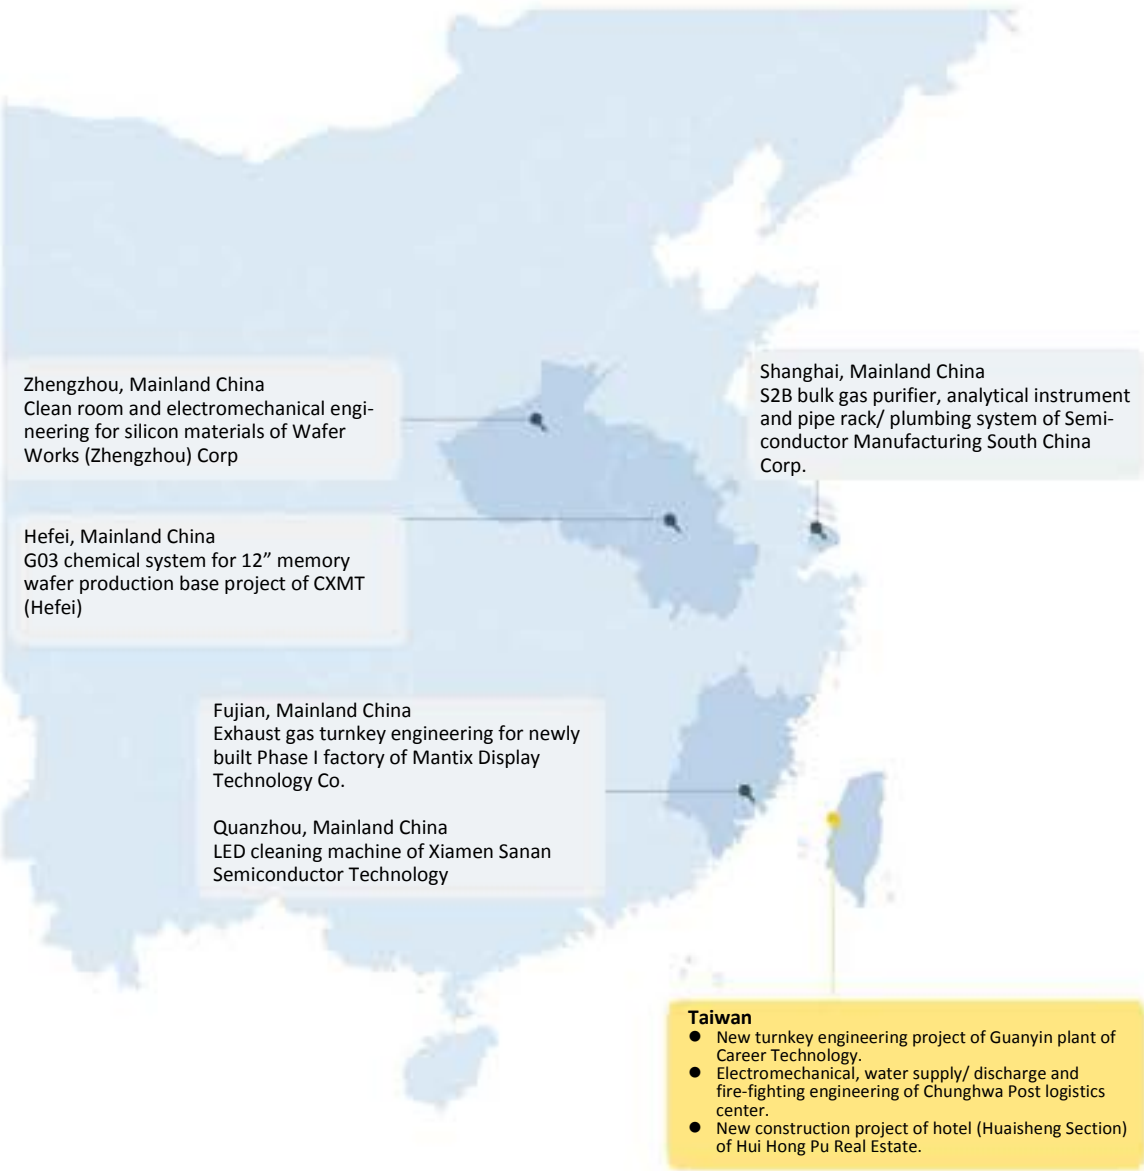 Zhengzhou, Mainland China
Clean room and electromechanical engi-
neering for silicon materials of Wafer
Works (Zhengzhou) Corp
Shanghai, Mainland China
S2B bulk gas purifier, analytical instrument
and pipe rack/ plumbing system of Semi-
conductor Manufacturing South China
Corp.
Hefei, Mainland China
G03 chemical system for 12” memory
wafer production base project of CXMT
(Hefei)
Fujian, Mainland China
Exhaust gas turnkey engineering for newly
built Phase I factory of Mantix Display
Technology Co.
Quanzhou, Mainland China
LED cleaning machine of Xiamen Sanan
Semiconductor Technology
Taiwan
● New turnkey engineering project of Guanyin plant of
Career Technology.
● Electromechanical, water supply/ discharge and
fire-fighting engineering of Chunghwa Post logistics
center.
● New construction project of hotel (Huaisheng Section)
of Hui Hong Pu Real Estate.